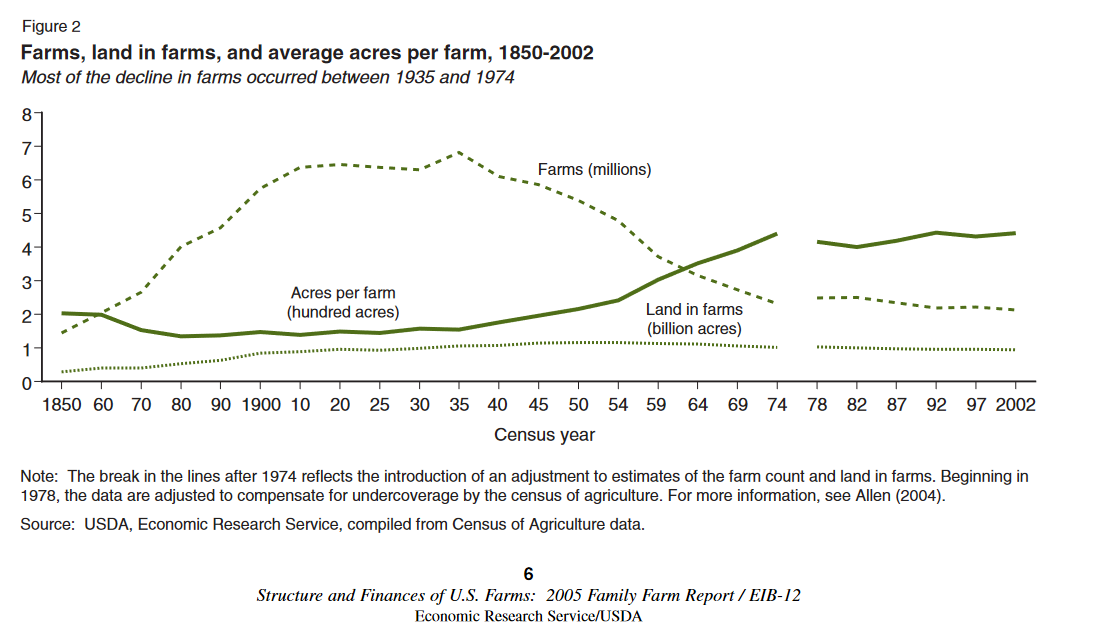 Figure 2
Farms, land in farms, and average acres per farm, 1850-2002
Most of the decline in farms occurred between 1935 and 1974
8
7
6
5
4
3
2
1
0
Farms (millions)
Acres per farm
(hundred acres)
Land in farms
(billion acres)
1850 60 70 80 90 1900 10 20 25 30 35 40 45 50 54 59 64 69 74 78 82 87 92 97 2002
Census year
Note: The break in the lines after 1974 reflects the introduction of an adjustment to estimates of the farm count and land in farms. Beginning in
1978, the data are adjusted to compensate for undercoverage by the census of agriculture. For more information, see Allen (2004).
Source: USDA, Economic Research Service, compiled from Census of Agriculture data.
6
Structure and Finances of U.S. Farms: 2005 Family Farm Report / EIB-12
Economic Research Service/USDA